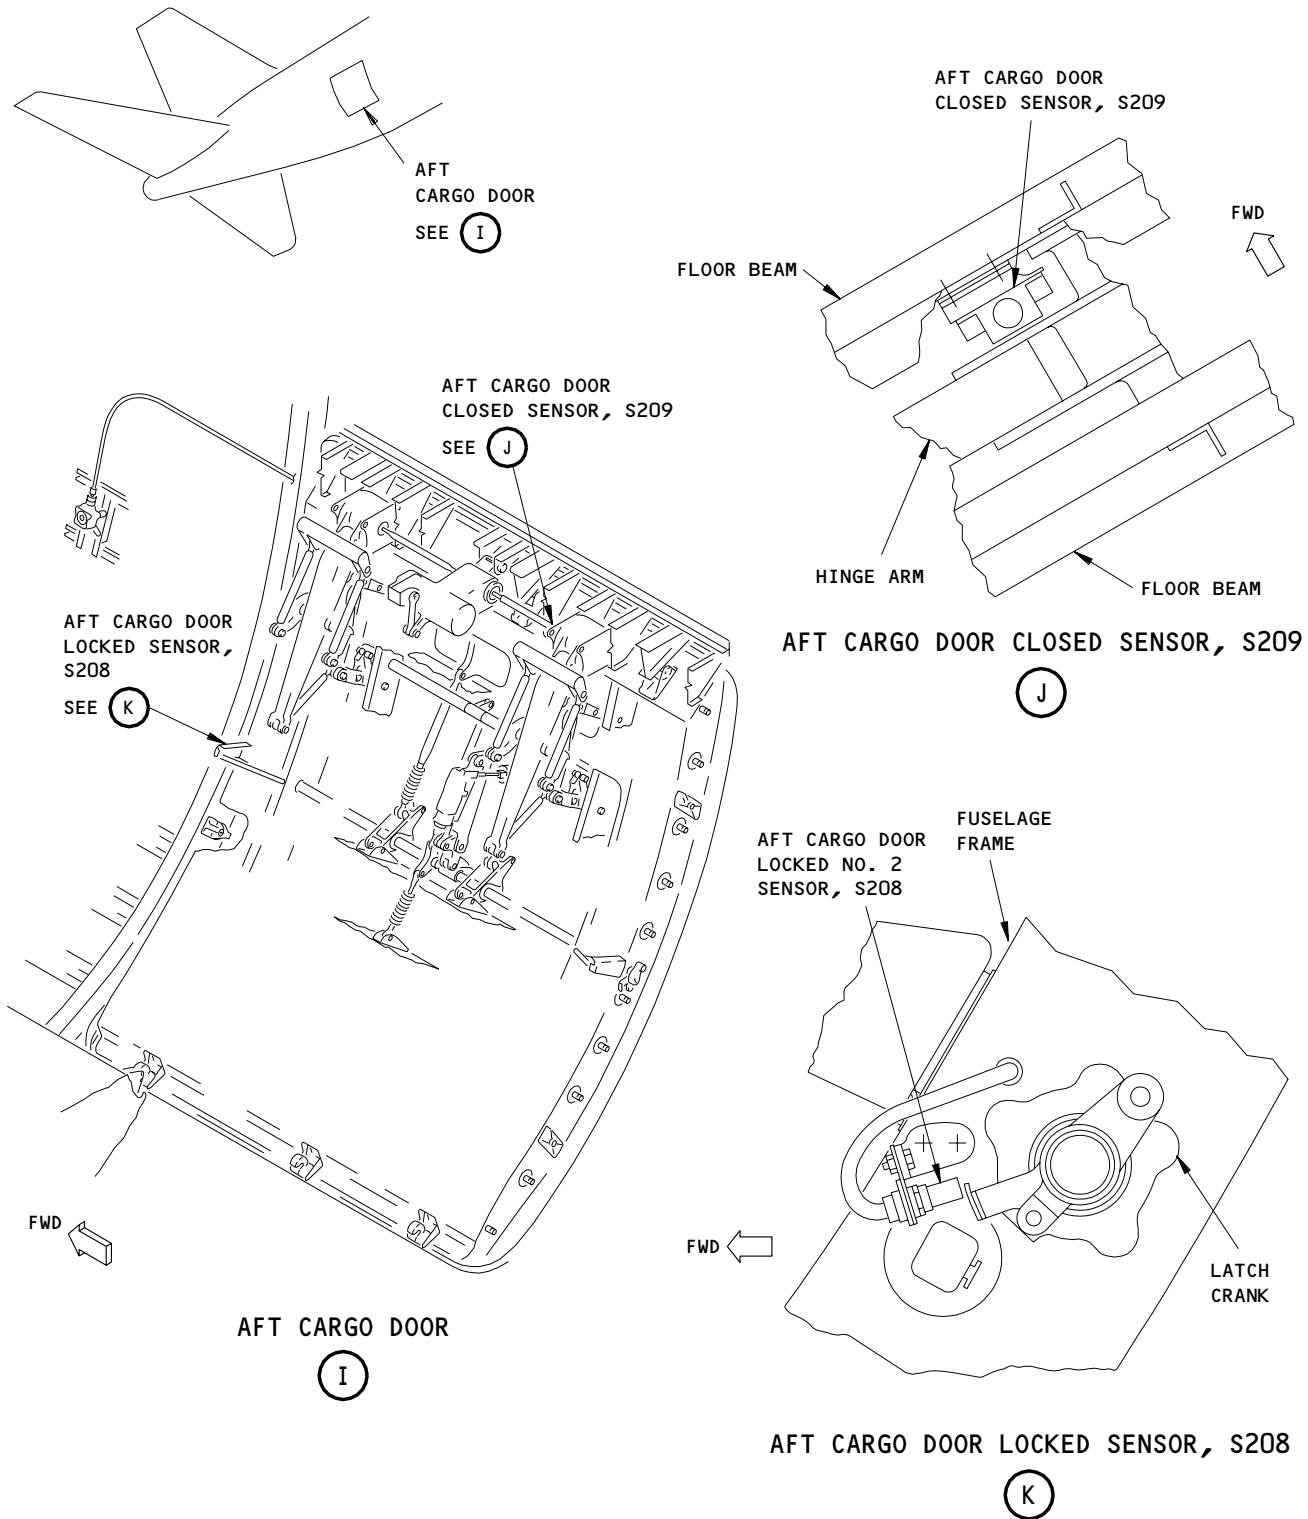 AFT
CARGO DOOR
SEE I
AFT CARGO DOOR
CLOSED SENSOR, S209
FWD
FLOOR BEAM
HINGE ARM
FLOOR BEAM
AFT CARGO DOOR CLOSED SENSOR, S209
J
AFT CARGO DOOR
CLOSED SENSOR, S209
SEE J
AFT CARGO DOOR
LOCKED SENSOR,
S208
SEE K
FWD
AFT CARGO DOOR
I
FUSELAGE
FRAME
AFT CARGO DOOR
LOCKED NO. 2
SENSOR, S208
FWD
LATCH
CRANK
AFT CARGO DOOR LOCKED SENSOR, S208
K